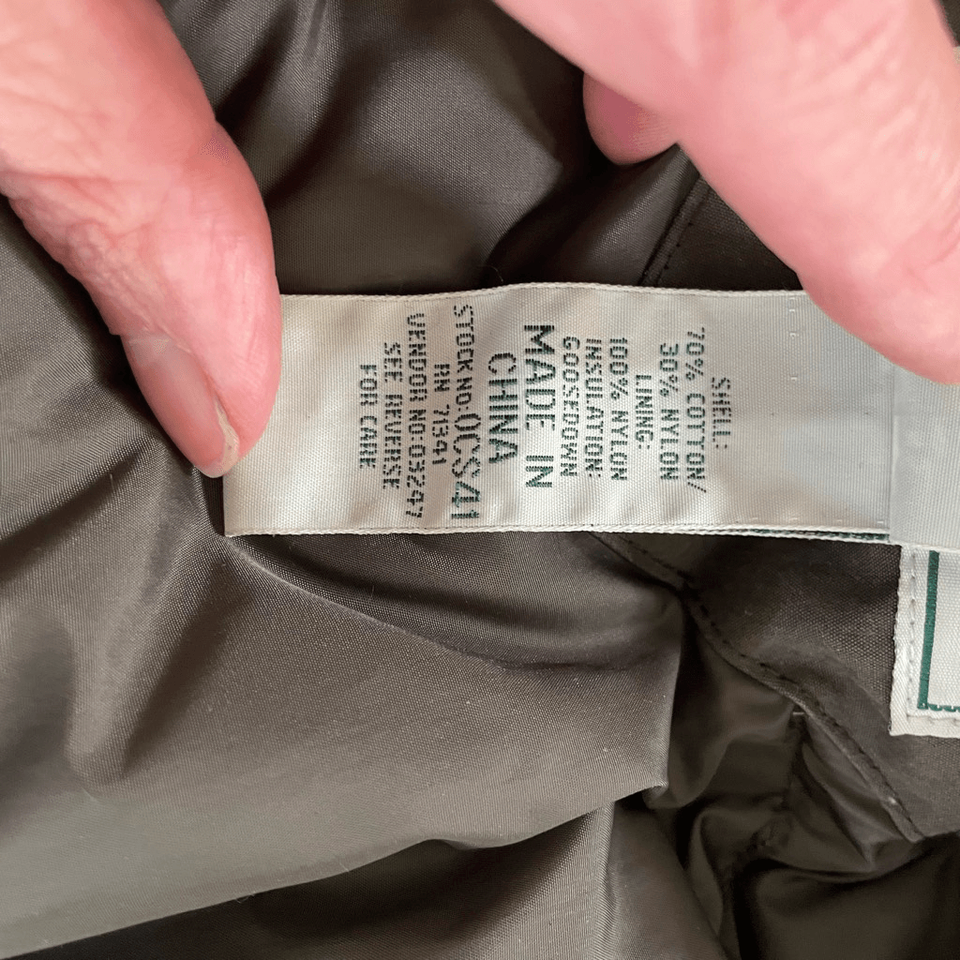 SHELL:
70% COTTON/
30% NYLON
LINING:
100% NYLON
INSULATION:
GOOSEDOWN
MADE IN
CHINA
STOCK NO.OCS41
RN 71341
VENDOR NO:03247
SEE REVERSE
FOR CARE